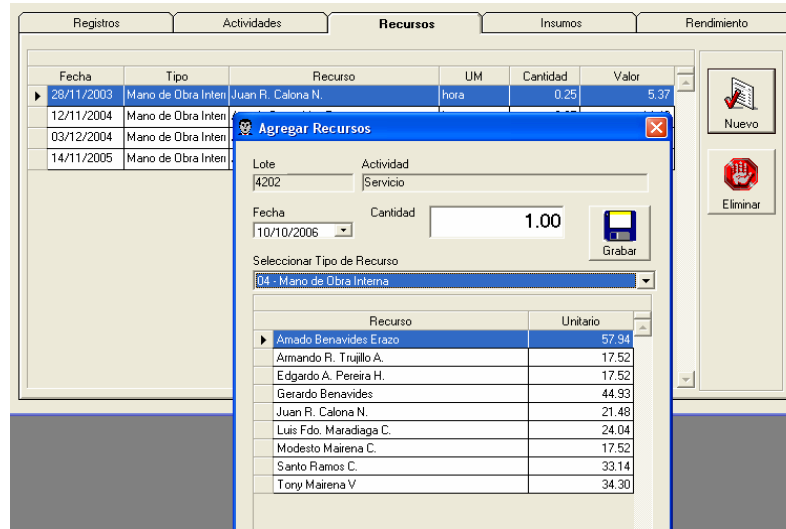 Registros Actividades Recursos Insumos Rendimiento
Fecha Tipo Recurso UM Cantidad Valor
28/11/2003 Mano de Obra Inten Juan R. Calona N. hora 0.25 5.37
12/11/2004 Mano de Obra Inten
03/12/2004 Mano de Obra Inten
14/11/2005 Mano de Obra Inten
Nuevo
Eliminar
Agregar Recursos
Lote Actividad
4202 Servicio
Fecha Cantidad
10/10/2006 1.00
Grabar
Seleccionar Tipo de Recurso
04 - Mano de Obra Interna
Recurso Unitario
Amado Benavides Erazo 57.94
Armando R. Trujillo A. 17.52
Edgardo A. Pereira H. 17.52
Gerardo Benavides 44.93
Juan R. Calona N. 21.48
Luis Fdo. Maradiaga C. 24.04
Modesto Mairena C. 17.52
Santo Ramos C. 33.14
Tony Mairena V 34.30